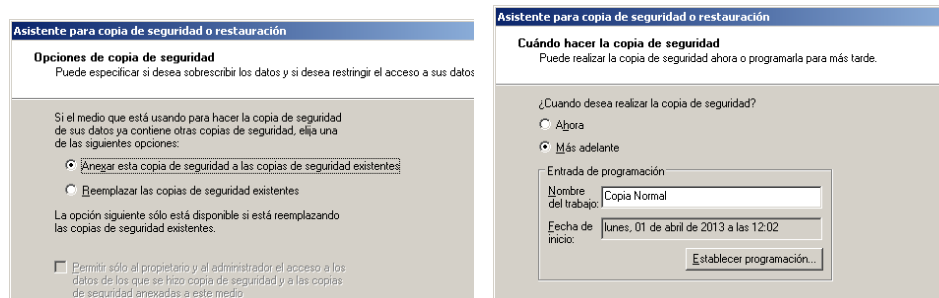 Asistente para copia de seguridad o restauración
Opciones de copia de seguridad
Puede especificar si desea sobrescribir los datos y si desea restringir el acceso a sus datos
Si el medio que está usando para hacer la copia de seguridad
de sus datos ya contiene otras copias de seguridad, elija una
de las siguientes opciones:
Anexar esta copia de seguridad a las copias de seguridad existentes
Reemplazar las copias de seguridad existentes
La opción siguiente sólo está disponible si está reemplazando
las copias de seguridad existentes.
Permitir sólo al propietario y al administrador el acceso a los
datos de los que se hizo copia de seguridad y a las copias
de seguridad anexadas a este medio
Asistente para copia de seguridad o restauración
Cuándo hacer la copia de seguridad
Puede realizar la copia de seguridad ahora o programarla para más tarde.
¿Cuando desea realizar la copia de seguridad?
Ahora
Más adelante
Entrada de programación
Nombre
del trabajo: Copia Normal
Fecha de
inicio: lunes, 01 de abril de 2013 a las 12:02
Establecer programación...